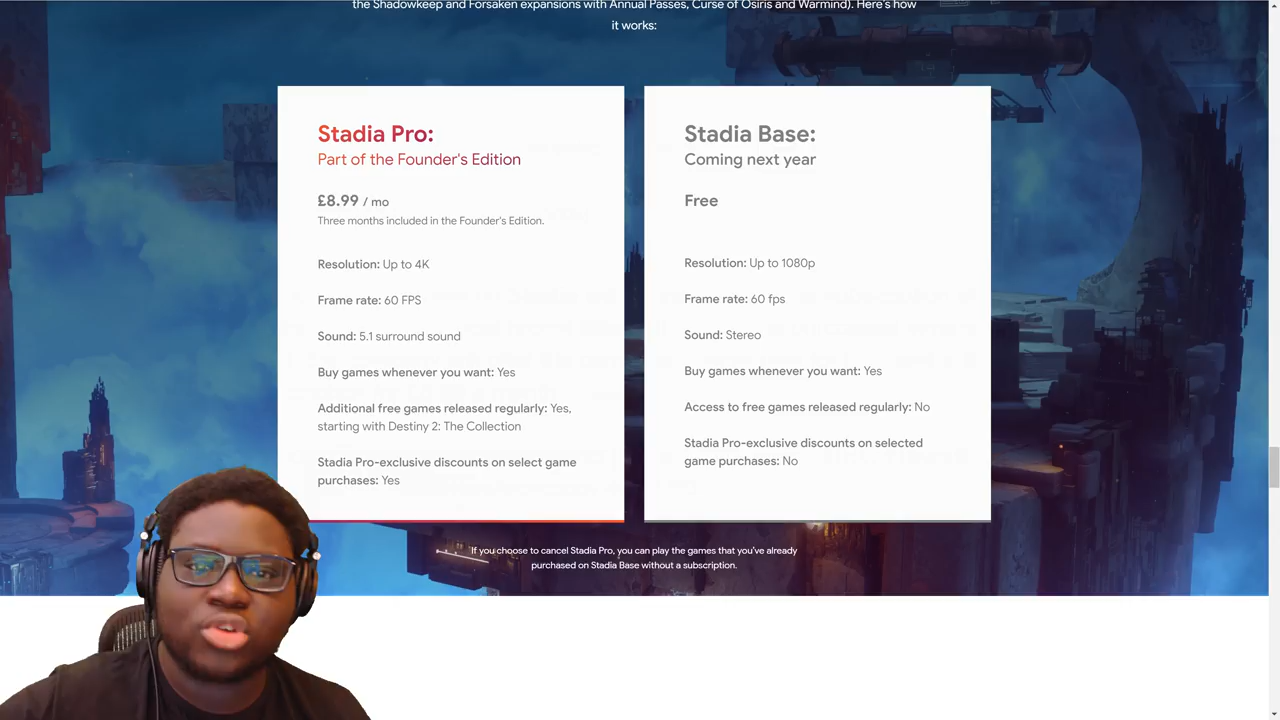 the Shadowkeep and Forsaken expansions with Annual Passes, Curse of Osiris and Warmind). Here's how
it works:
Stadia Pro:
Part of the Founder's Edition
£8.99 / mo
Three months included in the Founder's Edition.
Resolution: Up to 4K
Frame rate: 60 FPS
Sound: 5.1 surround sound
Buy games whenever you want: Yes
Additional free games released regularly: Yes,
starting with Destiny 2: The Collection
Stadia Pro-exclusive discounts on select game
purchases: Yes
Stadia Base:
Coming next year
Free
Resolution: Up to 1080p
Frame rate: 60 fps
Sound: Stereo
Buy games whenever you want: Yes
Access to free games released regularly: No
Stadia Pro-exclusive discounts on selected
game purchases: No
If you choose to cancel Stadia Pro, you can play the games that you've already
purchased on Stadia Base without a subscription.